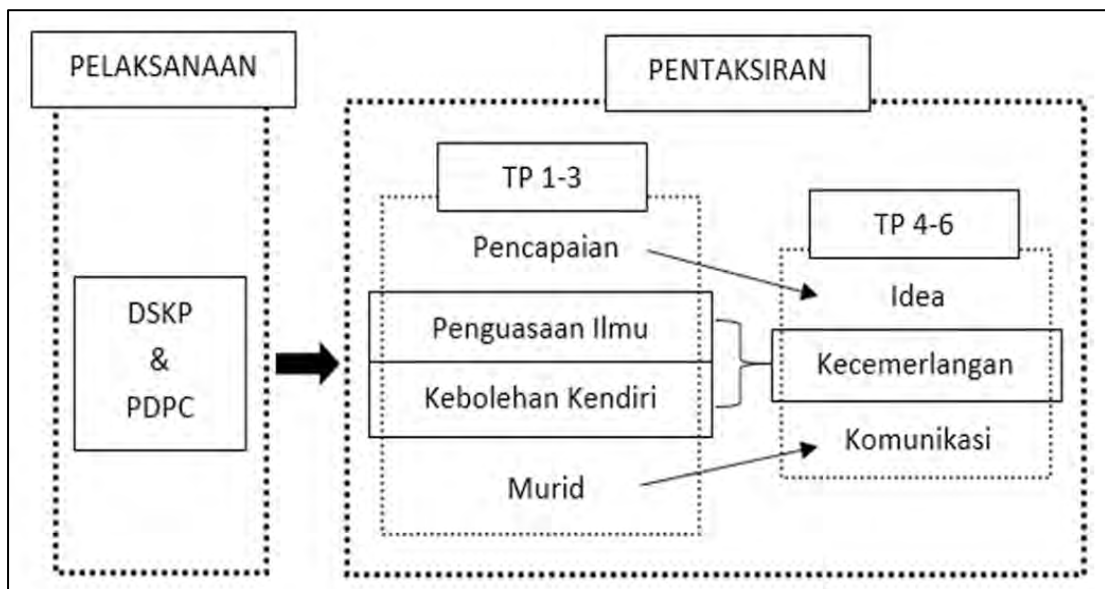 PELAKSANAAN
DSKP
&
PDPC
PENTAKSIRAN
TP 1-3
Pencapaian
Penguasaan Ilmu
Kebolehan Kendiri
Murid
TP 4-6
Idea
Kecemerlangan
Komunikasi